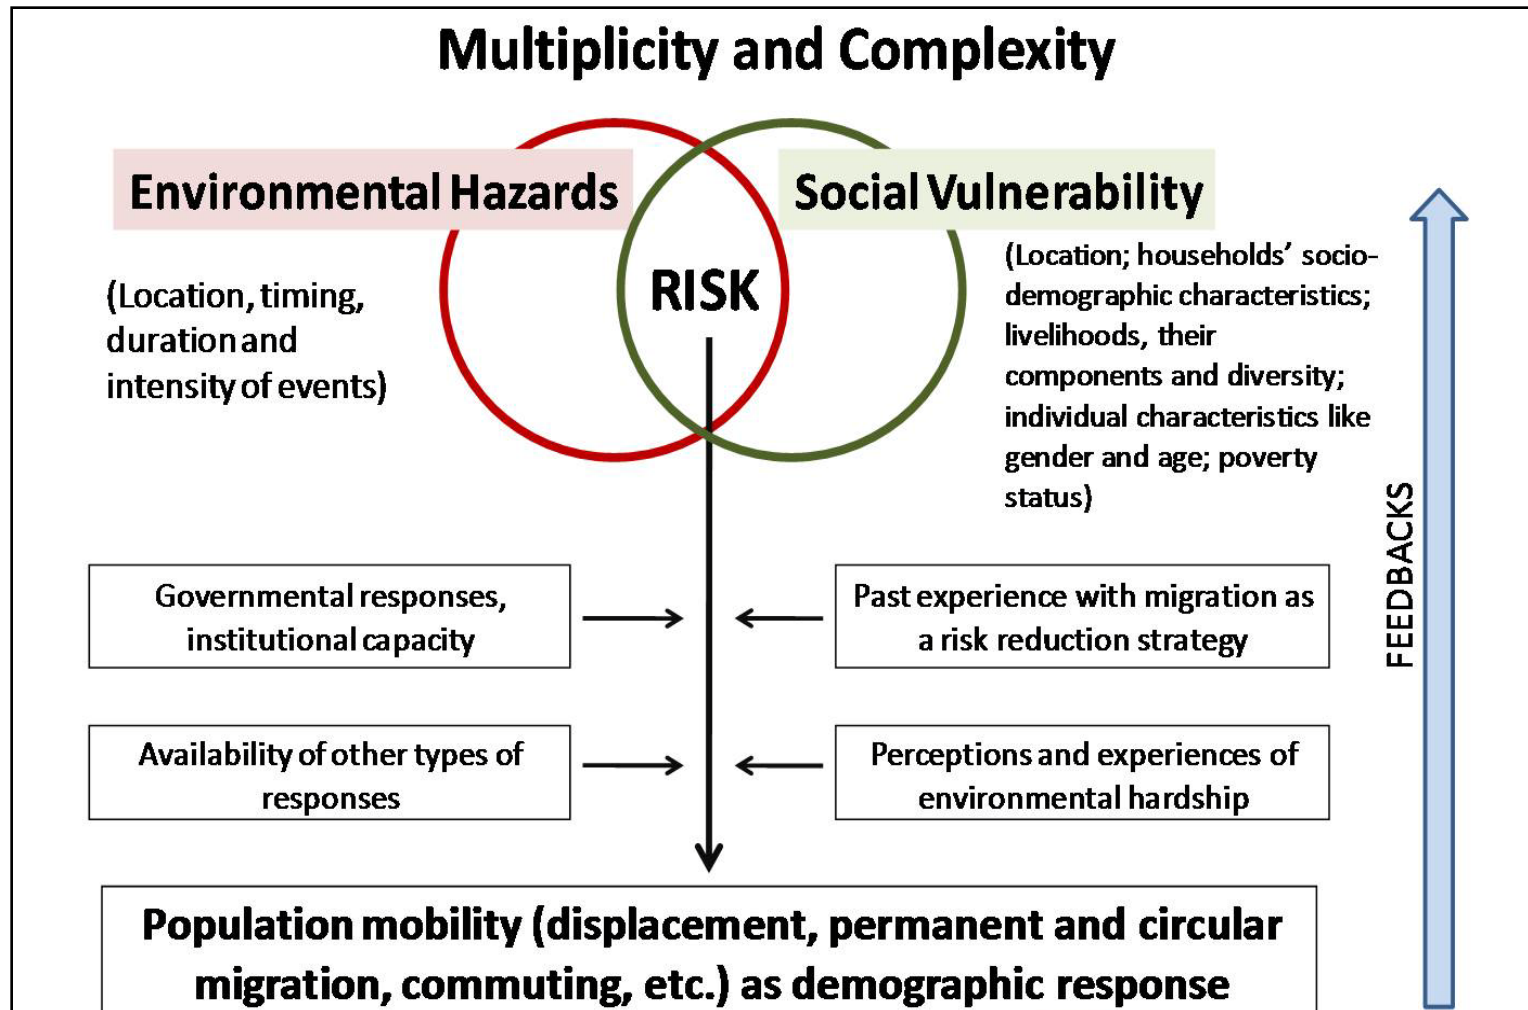 Multiplicity and Complexity
Environmental Hazards
Social Vulnerability
(Location, timing,
duration and
intensity of events)
RISK
(Location; households’ socio-
demographic characteristics;
livelihoods, their
components and diversity;
individual characteristics like
gender and age; poverty
status)
FEEDBACKS
Governmental responses,
institutional capacity
Past experience with migration as
a risk reduction strategy
Availability of other types of
responses
Perceptions and experiences of
environmental hardship
Population mobility (displacement, permanent and circular
migration, commuting, etc.) as demographic response